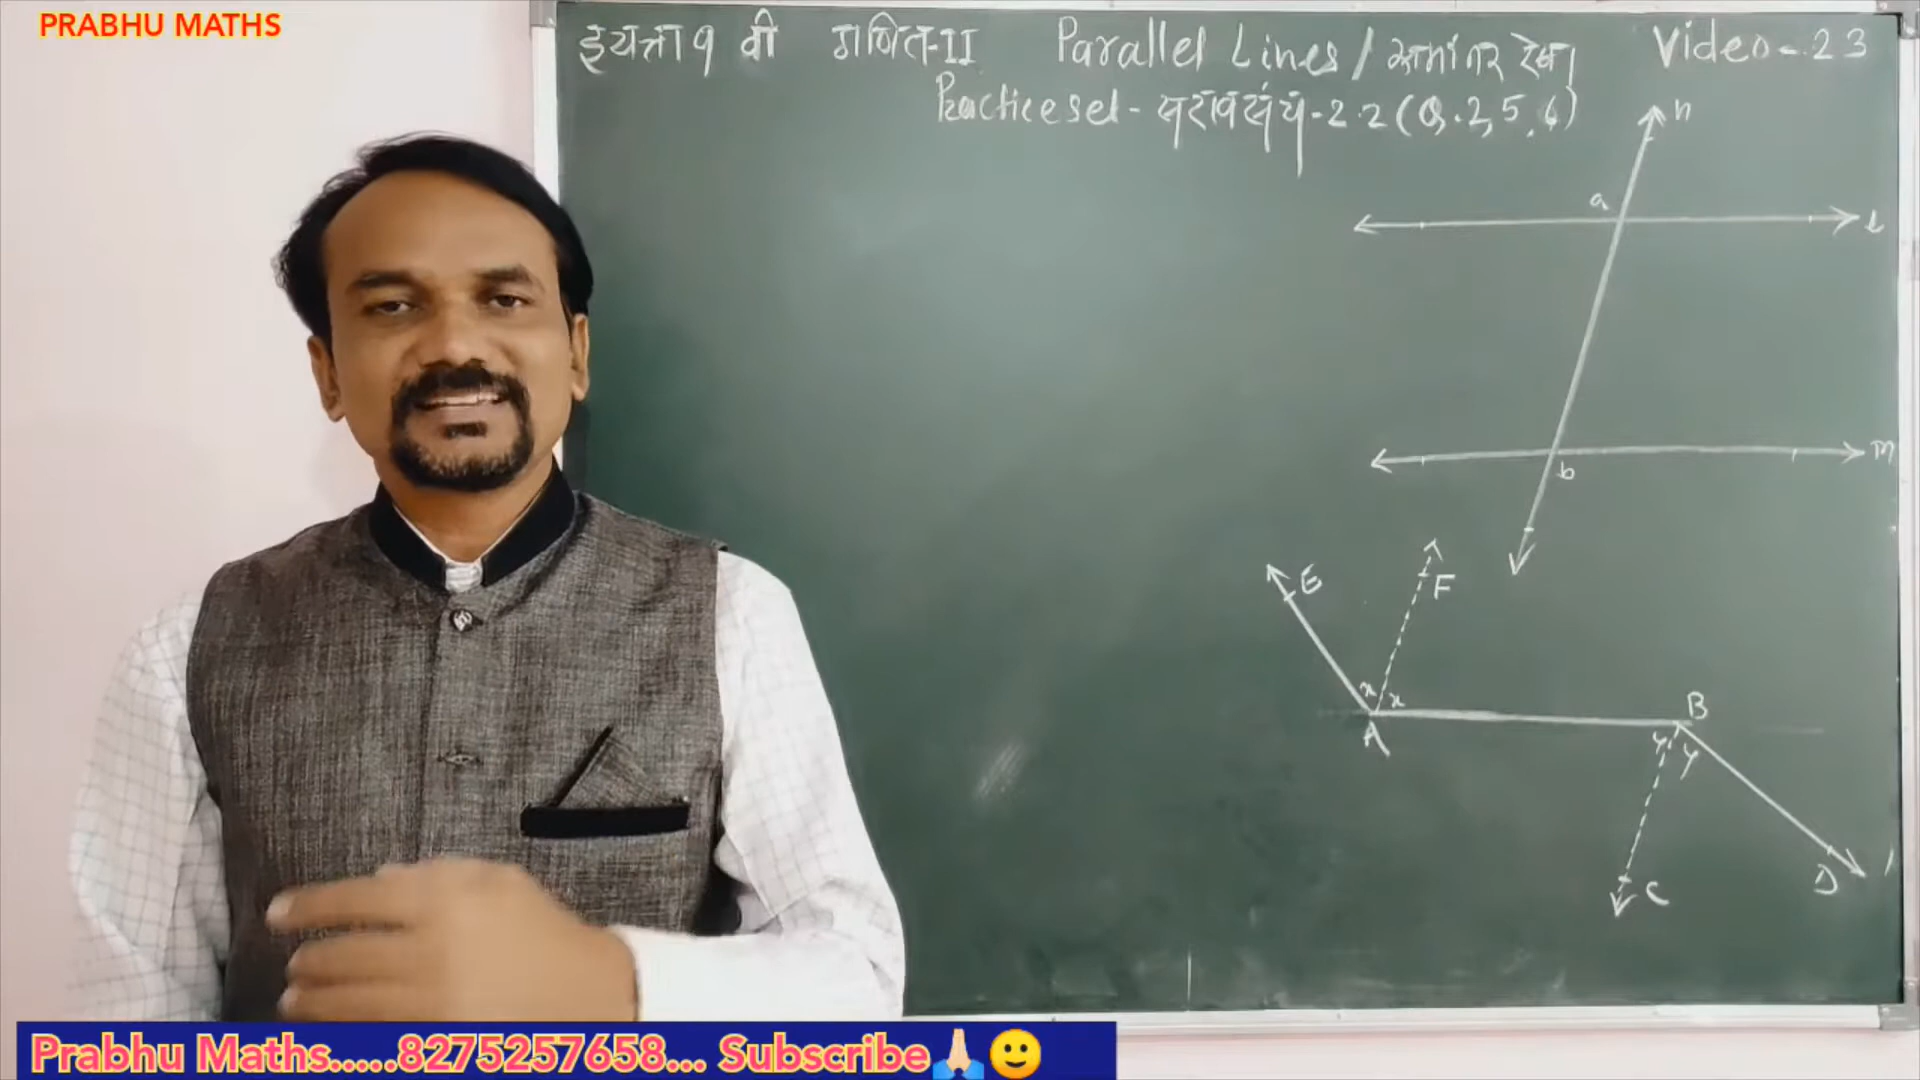 PRABHU MATHS
इयत्ता ९ वी गणित-II Parallel Lines / समांतर रेषा Video - 23
Practice set - सरावसंच - 2.2 (Q. 2, 5, 6)
n
a
l
m
b
E
F
x x
A
B
y y
C
D
Prabhu Maths.....8275257658... Subscribe🙏🏻🙂